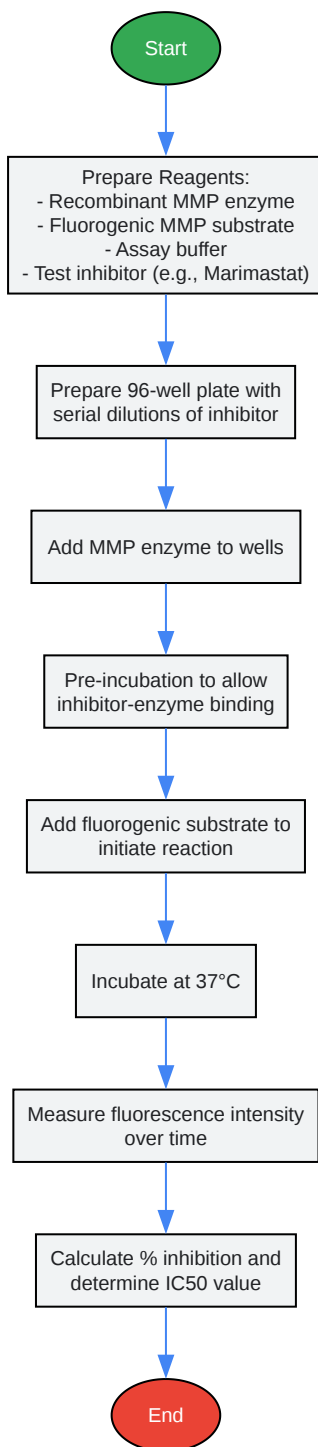 Start
Prepare Reagents:
- Recombinant MMP enzyme
- Fluorogenic MMP substrate
- Assay buffer
- Test inhibitor (e.g., Marimastat)
Prepare 96-well plate with
serial dilutions of inhibitor
Add MMP enzyme to wells
Pre-incubation to allow
inhibitor-enzyme binding
Add fluorogenic substrate to
initiate reaction
Incubate at 37°C
Measure fluorescence intensity
over time
Calculate % inhibition and
determine IC50 value
End